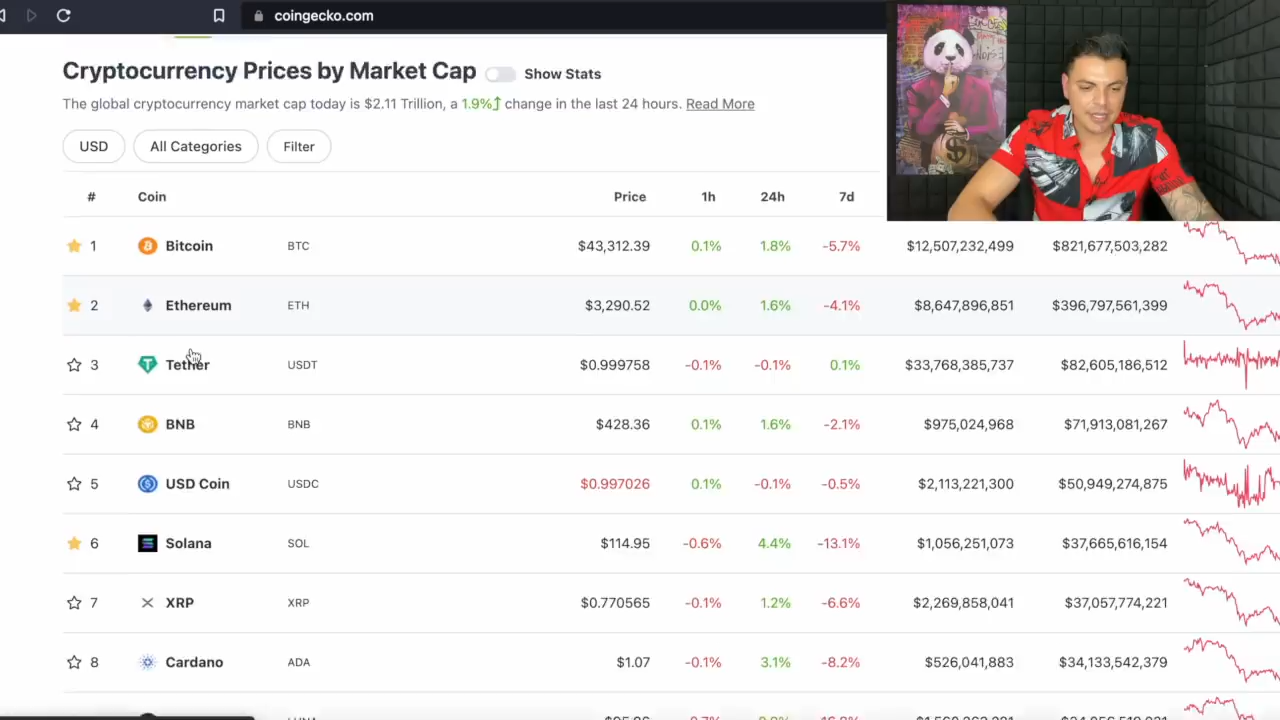 coingecko.com
Cryptocurrency Prices by Market Cap Show Stats
The global cryptocurrency market cap today is $2.11 Trillion, a 1.9% change in the last 24 hours. Read More
USD All Categories Filter
# Coin Price 1h 24h 7d
1 Bitcoin BTC $43,312.39 0.1% 1.8% -5.7% $12,507,232,499 $821,677,503,282
2 Ethereum ETH $3,290.52 0.0% 1.6% -4.1% $8,647,896,851 $396,797,561,399
3 Tether USDT $0.999758 -0.1% -0.1% 0.1% $33,768,385,737 $82,605,186,512
4 BNB BNB $428.36 0.1% 1.6% -2.1% $975,024,968 $71,913,081,267
5 USD Coin USDC $0.997026 0.1% -0.1% -0.5% $2,113,221,300 $50,949,274,875
6 Solana SOL $114.95 -0.6% 4.4% -13.1% $1,056,251,073 $37,665,616,154
7 XRP XRP $0.770565 -0.1% 1.2% -6.6% $2,269,858,041 $37,057,774,221
8 Cardano ADA $1.07 -0.1% 3.1% -8.2% $526,041,883 $34,133,542,379